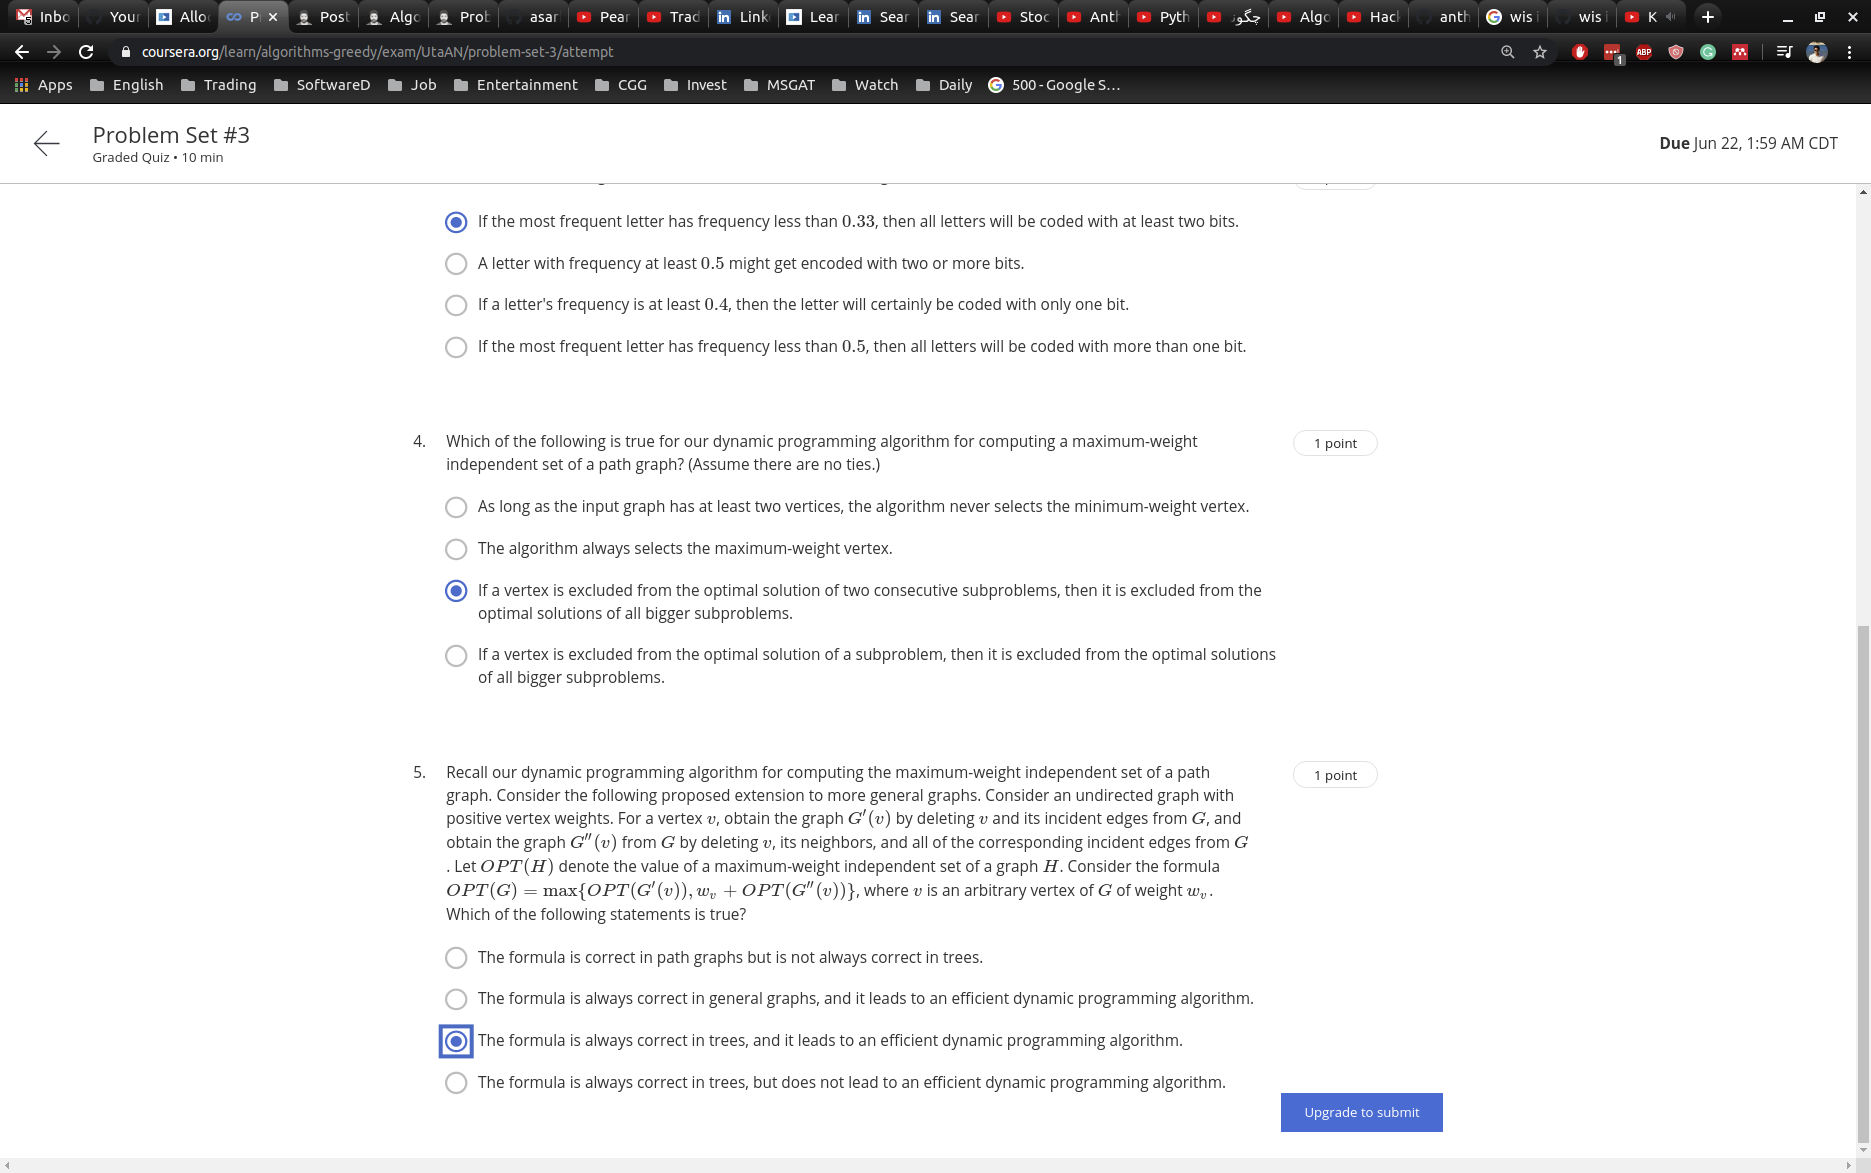 Inbo
Your
Allo
P
Post
Algo
Prob
asar
Pear
Trad
Link
Lear
Sear
Sear
Stoc
Anth
Pyth
چگونه
Algo
Hack
anth
wis i
wis i
K
coursera.org/learn/algorithms-greedy/exam/UtaAN/problem-set-3/attempt
ABP
1
Apps English Trading SoftwareD Job Entertainment CGG Invest MSGAT Watch Daily 500 - Google S…
Problem Set #3
Graded Quiz • 10 min
Due Jun 22, 1:59 AM CDT
If the most frequent letter has frequency less than 0.33, then all letters will be coded with at least two bits.
A letter with frequency at least 0.5 might get encoded with two or more bits.
If a letter's frequency is at least 0.4, then the letter will certainly be coded with only one bit.
If the most frequent letter has frequency less than 0.5, then all letters will be coded with more than one bit.
4. Which of the following is true for our dynamic programming algorithm for computing a maximum-weight
independent set of a path graph? (Assume there are no ties.)
1 point
As long as the input graph has at least two vertices, the algorithm never selects the minimum-weight vertex.
The algorithm always selects the maximum-weight vertex.
If a vertex is excluded from the optimal solution of two consecutive subproblems, then it is excluded from the
optimal solutions of all bigger subproblems.
If a vertex is excluded from the optimal solution of a subproblem, then it is excluded from the optimal solutions
of all bigger subproblems.
5. Recall our dynamic programming algorithm for computing the maximum-weight independent set of a path
1 point
graph. Consider the following proposed extension to more general graphs. Consider an undirected graph with
positive vertex weights. For a vertex v, obtain the graph G′(v) by deleting v and its incident edges from G, and
obtain the graph G″(v) from G by deleting v, its neighbors, and all of the corresponding incident edges from G
. Let OPT(H) denote the value of a maximum-weight independent set of a graph H. Consider the formula
OPT(G) = max{OPT(G′(v)), wᵥ + OPT(G″(v))}, where v is an arbitrary vertex of G of weight wᵥ.
Which of the following statements is true?
The formula is correct in path graphs but is not always correct in trees.
The formula is always correct in general graphs, and it leads to an efficient dynamic programming algorithm.
The formula is always correct in trees, and it leads to an efficient dynamic programming algorithm.
The formula is always correct in trees, but does not lead to an efficient dynamic programming algorithm.
Upgrade to submit